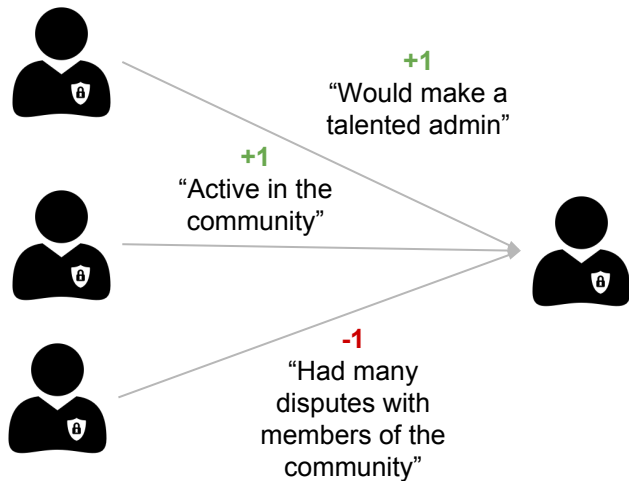 +1
“Would make a
talented admin”
+1
“Active in the
community”
-1
“Had many
disputes with
members of the
community”